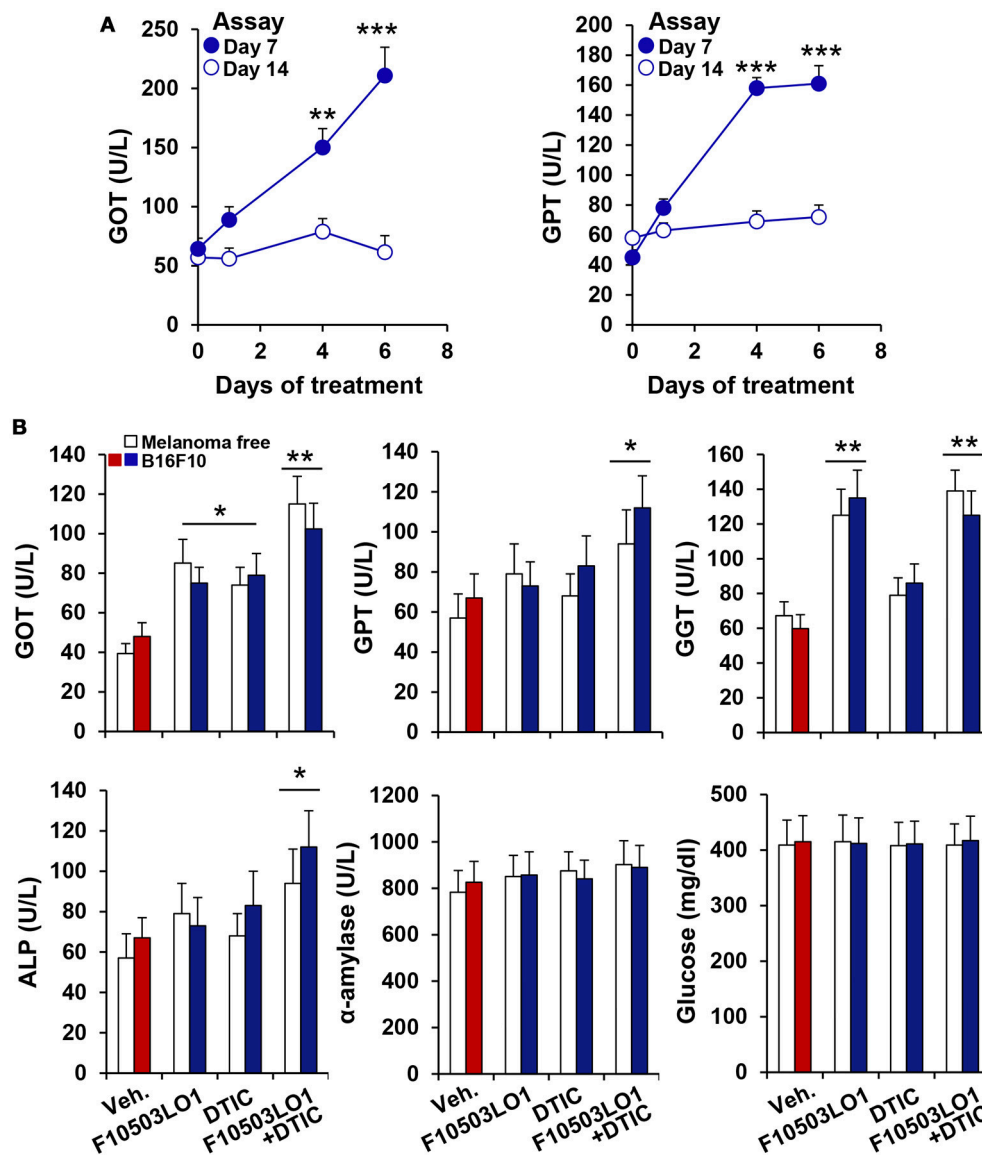 A
Assay
Day 7
Day 14
**
***
250
200
150
100
50
0
GOT (U/L)
0 2 4 6 8
Days of treatment
Assay
Day 7
Day 14
***
***
200
180
160
140
120
100
80
60
40
20
0
GPT (U/L)
0 2 4 6 8
Days of treatment
B
Melanoma free
B16F10
*
**
140
120
100
80
60
40
20
0
GOT (U/L)
*
140
120
100
80
60
40
20
0
GPT (U/L)
**
**
160
140
120
100
80
60
40
20
0
GGT (U/L)
*
140
120
100
80
60
40
20
0
ALP (U/L)
Veh.
F10503LO1
DTIC
F10503LO1
+DTIC
1200
1000
800
600
400
200
0
α-amylase (U/L)
Veh.
F10503LO1
DTIC
F10503LO1
+DTIC
500
400
300
200
100
0
Glucose (mg/dl)
Veh.
F10503LO1
DTIC
F10503LO1
+DTIC